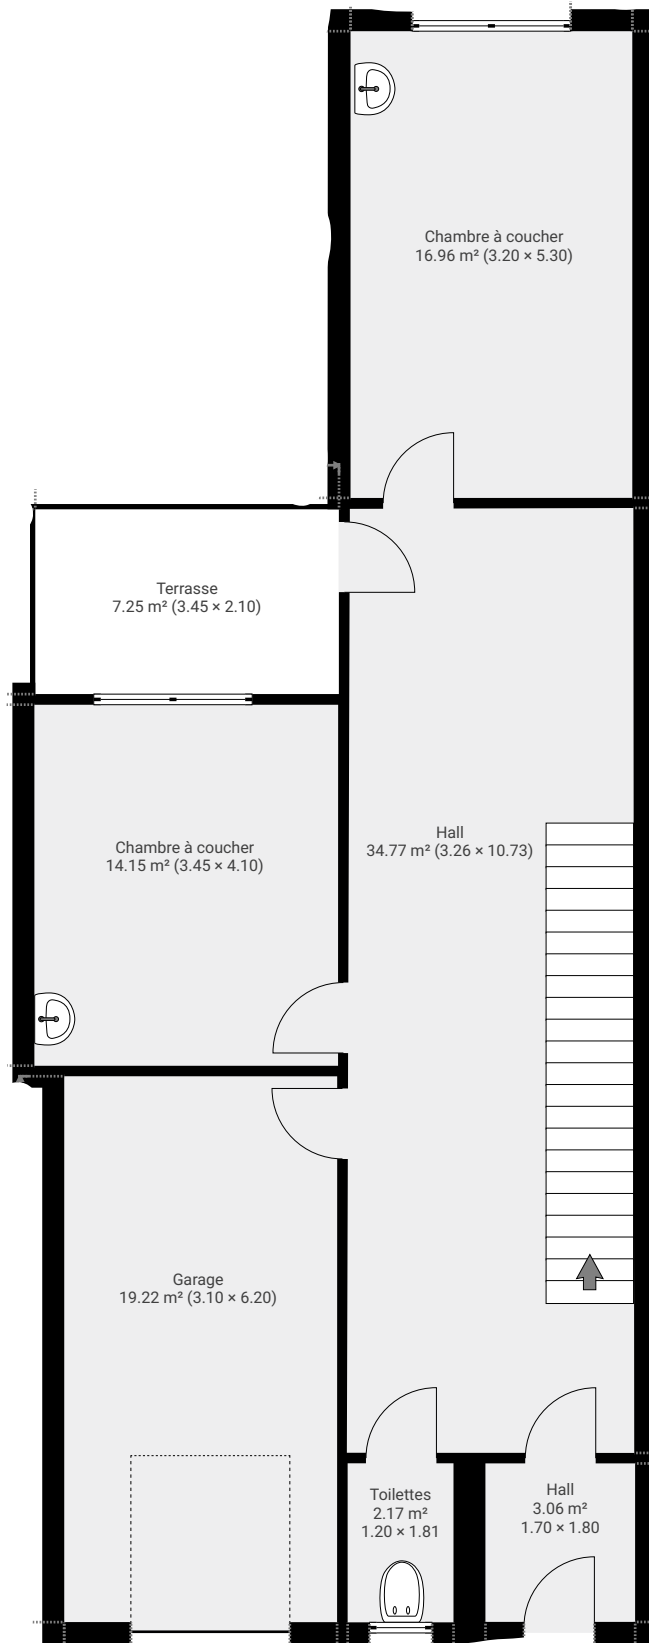 Chambre à coucher
16.96 m² (3.20 × 5.30)
Terrasse
7.25 m² (3.45 × 2.10)
Chambre à coucher
14.15 m² (3.45 × 4.10)
Hall
34.77 m² (3.26 × 10.73)
Garage
19.22 m² (3.10 × 6.20)
Toilettes
2.17 m²
1.20 × 1.81
Hall
3.06 m²
1.70 × 1.80